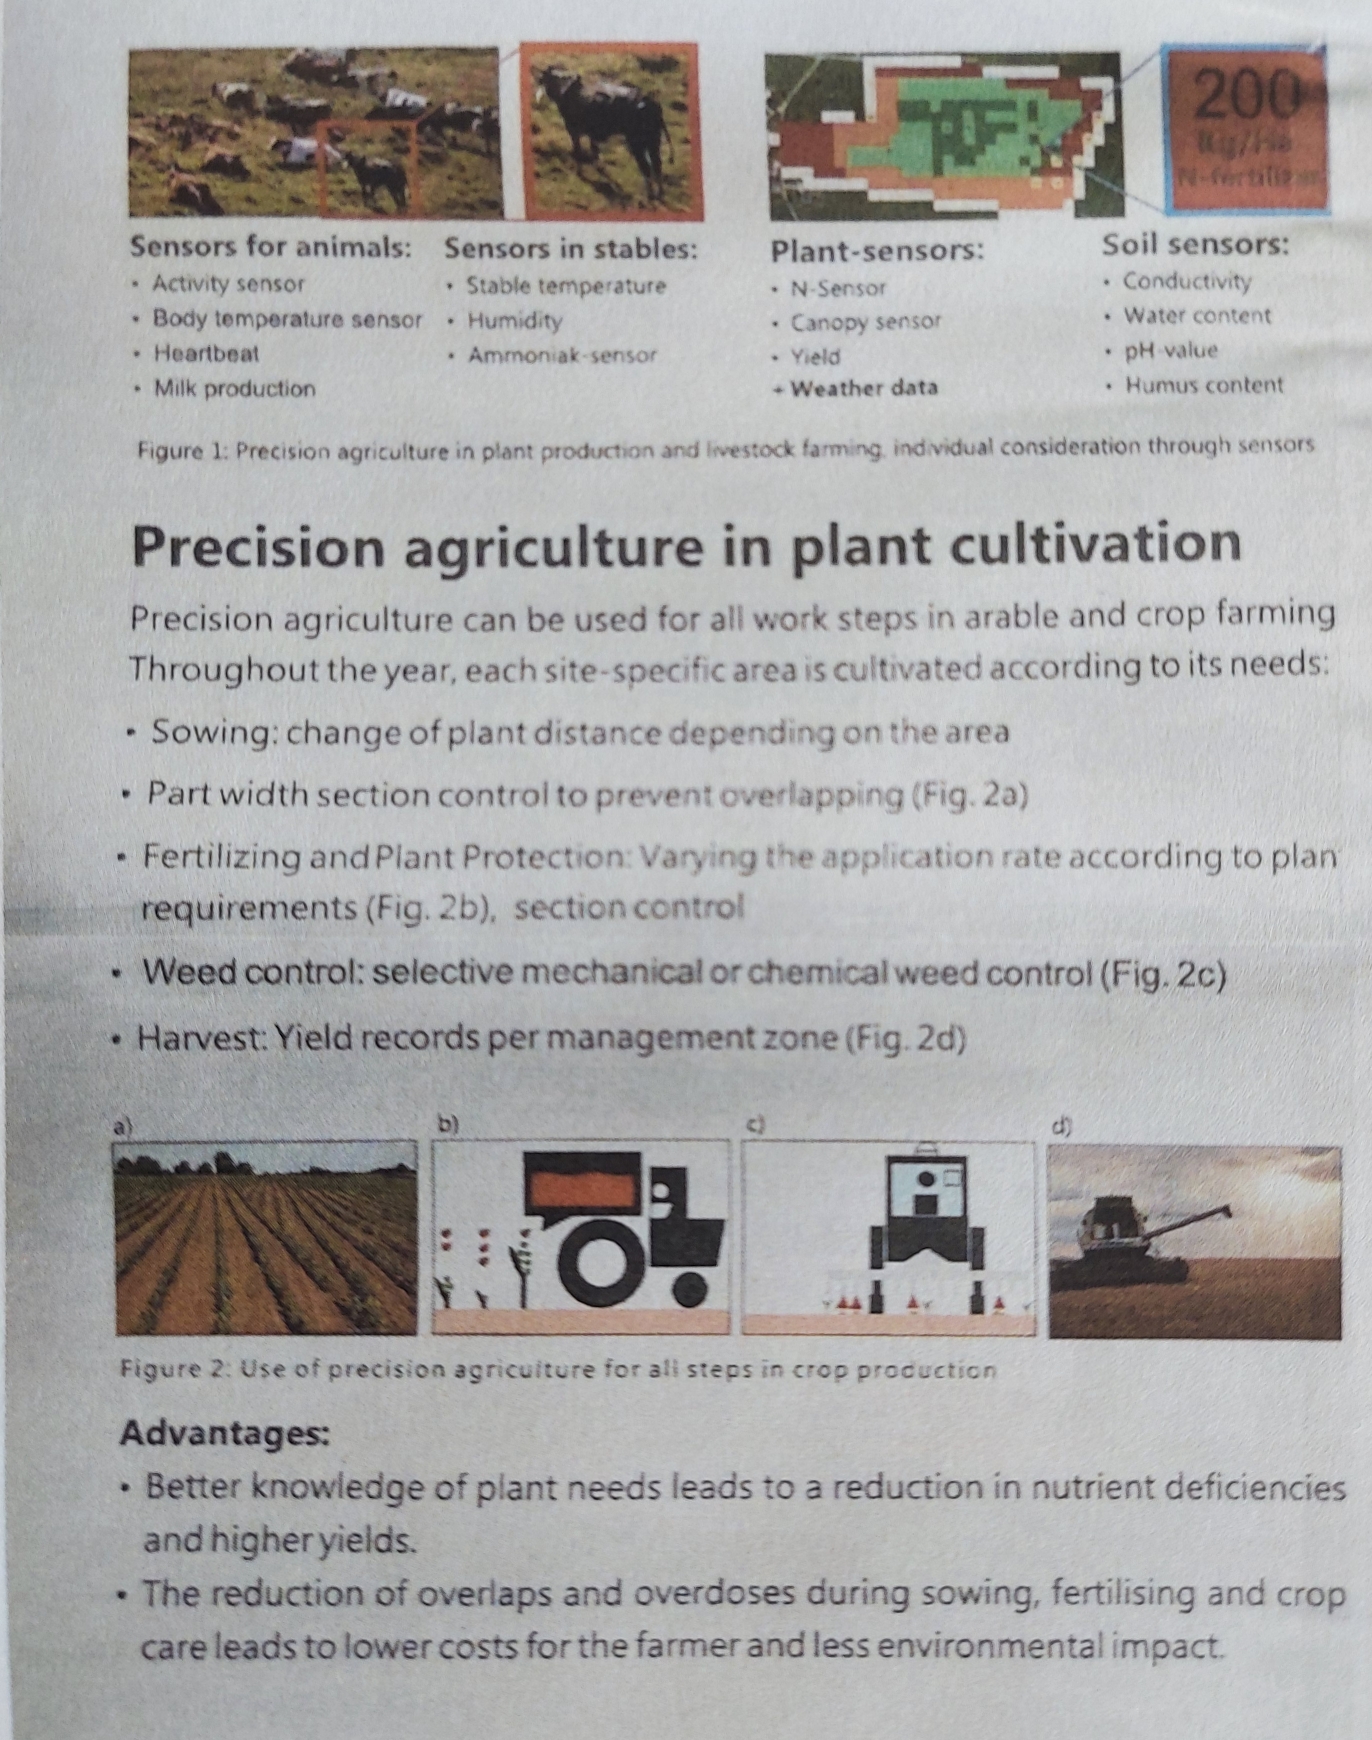 200
Kg/Ha
N-fertilizer
Sensors for animals:
• Activity sensor
• Body temperature sensor
• Heartbeat
• Milk production
Sensors in stables:
• Stable temperature
• Humidity
• Ammoniak-sensor
Plant-sensors:
• N-Sensor
• Canopy sensor
• Yield
+ Weather data
Soil sensors:
• Conductivity
• Water content
• pH-value
• Humus content
Figure 1: Precision agriculture in plant production and livestock farming, individual consideration through sensors
Precision agriculture in plant cultivation
Precision agriculture can be used for all work steps in arable and crop farming
Throughout the year, each site-specific area is cultivated according to its needs:
• Sowing: change of plant distance depending on the area
• Part width section control to prevent overlapping (Fig. 2a)
• Fertilizing and Plant Protection: Varying the application rate according to plan
requirements (Fig. 2b), section control
• Weed control: selective mechanical or chemical weed control (Fig. 2c)
• Harvest: Yield records per management zone (Fig. 2d)
a)
b)
c)
d)
Figure 2: Use of precision agriculture for all steps in crop production
Advantages:
• Better knowledge of plant needs leads to a reduction in nutrient deficiencies
and higher yields.
• The reduction of overlaps and overdoses during sowing, fertilising and crop
care leads to lower costs for the farmer and less environmental impact.